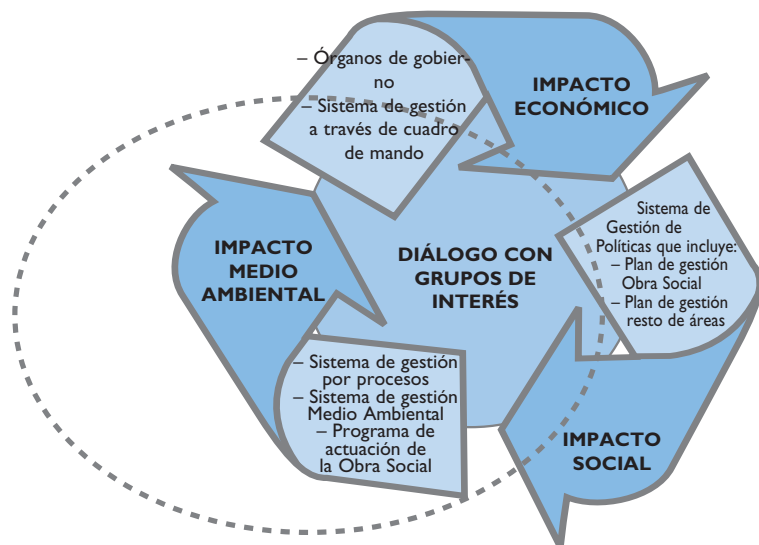 – Órganos de gobier-
no
– Sistema de gestión
a través de cuadro
de mando
IMPACTO
ECONÓMICO
Sistema de
Gestión de
Políticas que incluye:
– Plan de gestión
Obra Social
– Plan de gestión
resto de áreas
IMPACTO
MEDIO
AMBIENTAL
DIÁLOGO CON
GRUPOS DE
INTERÉS
– Sistema de gestión
por procesos
– Sistema de gestión
Medio Ambiental
– Programa de
actuación de
la Obra Social
IMPACTO
SOCIAL